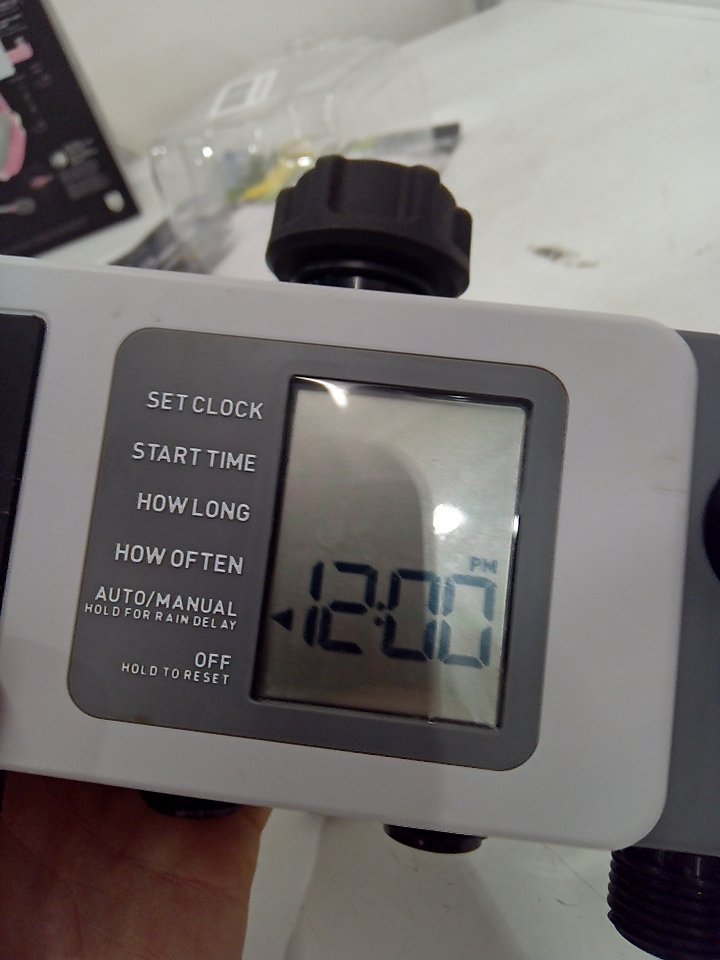 SET CLOCK
START TIME
HOW LONG
HOW OFTEN
AUTO/MANUAL
HOLD FOR RAIN DELAY
OFF
HOLD TO RESET
PM
12:00